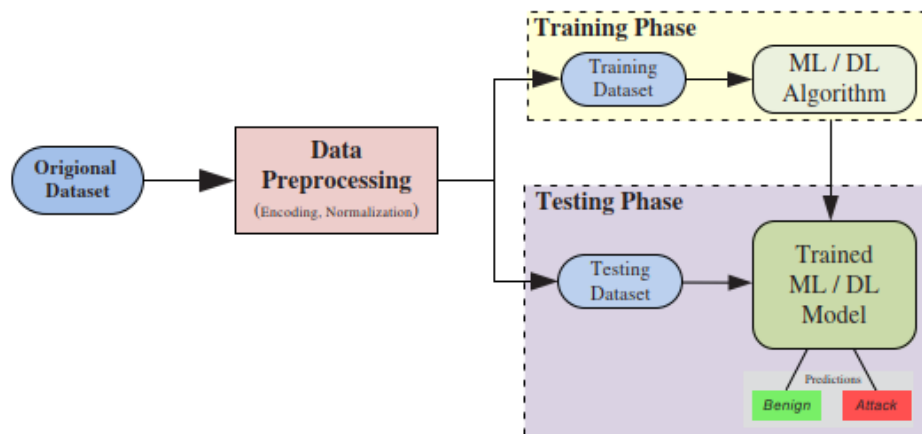 Training Phase
Training
Dataset
ML / DL
Algorithm
Origional
Dataset
Data
Preprocessing
(Encoding, Normalization)
Testing Phase
Testing
Dataset
Trained
ML / DL
Model
Predictions
Benign
Attack